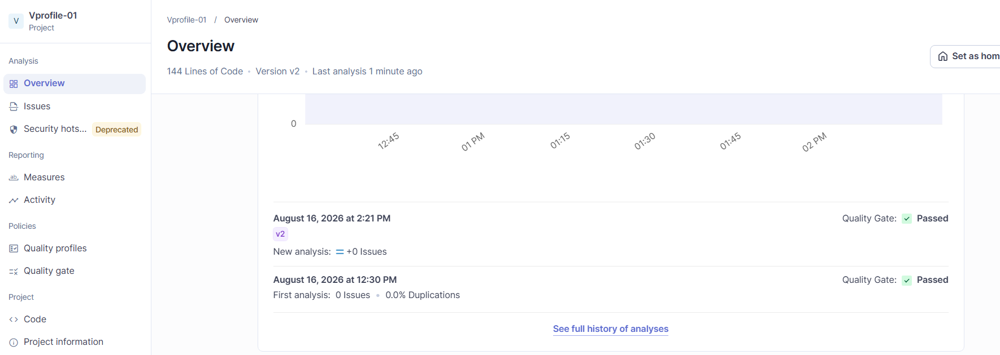 V
Vprofile-01
Project
Analysis
Overview
Issues
Security hots... Deprecated
Reporting
Measures
Activity
Policies
Quality profiles
Quality gate
Project
Code
Project information
Vprofile-01 / Overview
Overview
144 Lines of Code • Version v2 • Last analysis 1 minute ago
Set as hom
0
12:45 01 PM 01:15 01:30 01:45 02 PM
August 16, 2026 at 2:21 PM Quality Gate: Passed
v2
New analysis: +0 Issues
August 16, 2026 at 12:30 PM Quality Gate: Passed
First analysis: 0 Issues • 0.0% Duplications
See full history of analyses